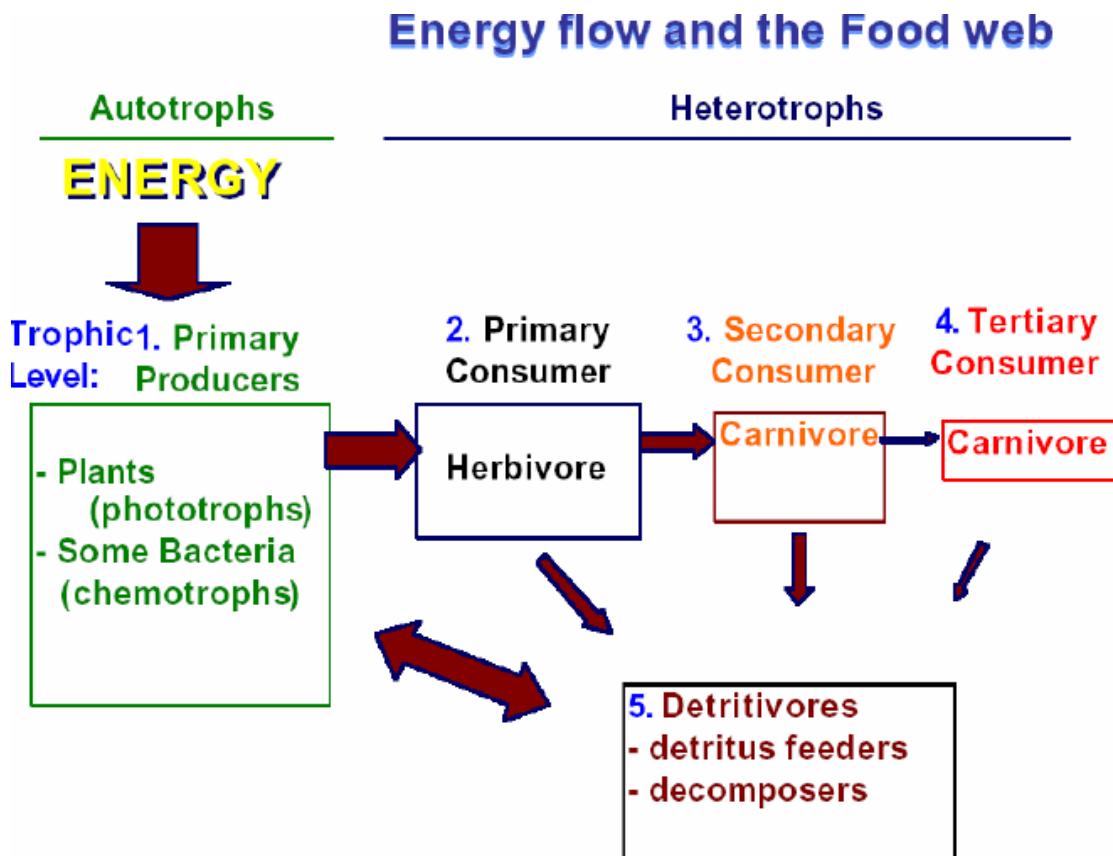 Energy flow and the Food web
Autotrophs
Heterotrophs
ENERGY
Trophic
Level:
1. Primary
Producers
2. Primary
Consumer
3. Secondary
Consumer
4. Tertiary
Consumer
- Plants
(phototrophs)
- Some Bacteria
(chemotrophs)
Herbivore
Carnivore
Carnivore
5. Detritivores
- detritus feeders
- decomposers